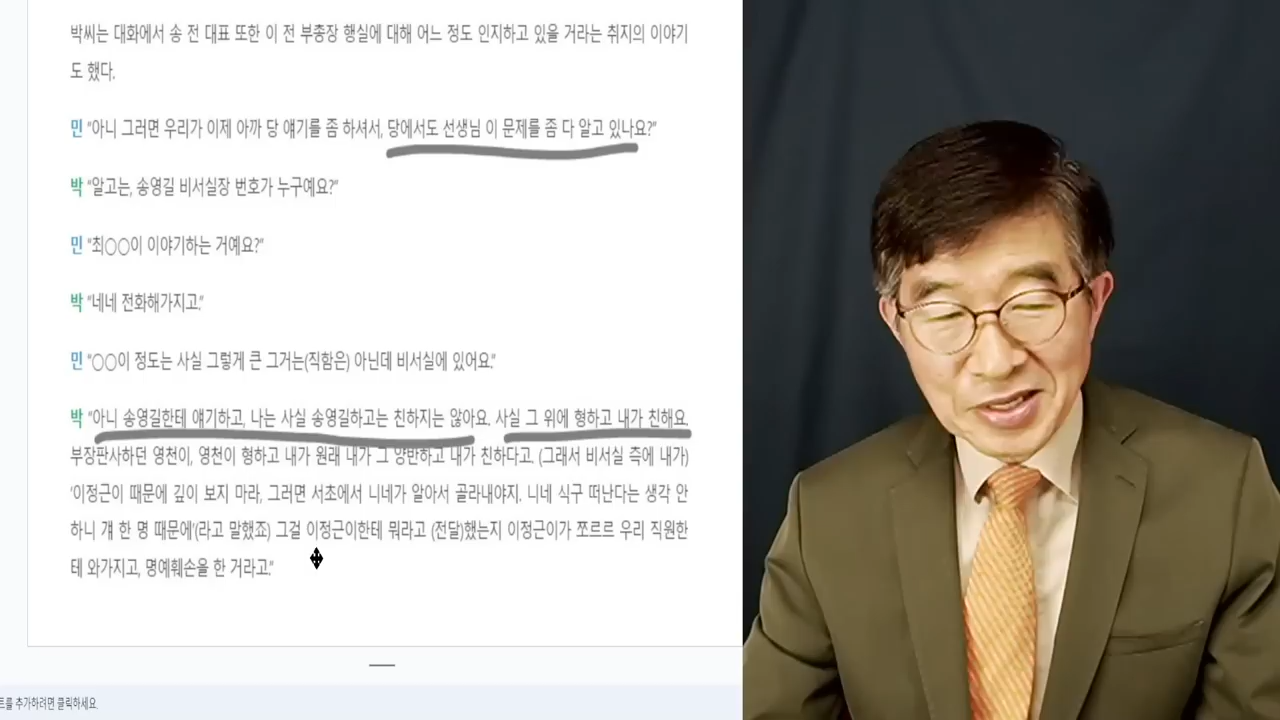 박씨는 대화에서 송 전 대표 또한 이 전 부총장 행실에 대해 어느 정도 인지하고 있을 거라는 취지의 이야기
도 했다.
민 “아니 그러면 우리가 이제 아까 당 얘기를 좀 하셔서, 당에서도 선생님 이 문제를 좀 다 알고 있나요?”
박 “알고는, 송영길 비서실장 번호가 누구예요?”
민 “최○○이 이야기하는 거예요?”
박 “네네 전화해가지고.”
민 “○○이 정도는 사실 그렇게 큰 그거는(직함은) 아닌데 비서실에 있어요.”
박 “아니 송영길한테 얘기하고, 나는 사실 송영길하고는 친하지는 않아요. 사실 그 위에 형하고 내가 친해요.
부장판사하던 영천이, 영천이 형하고 내가 원래 내가 그 양반하고 내가 친하다고. (그래서 비서실 측에 내가)
‘이정근이 때문에 깊이 보지 마라, 그러면 서초에서 니네가 알아서 골라내야지. 니네 식구 떠난다는 생각 안
하니 걔 한 명 때문에’(라고 말했죠) 그걸 이정근이한테 뭐라고 (전달)했는지 이정근이가 쪼르르 우리 직원한
테 와가지고, 명예훼손을 한 거라고.”
트를 추가하려면 클릭하세요.